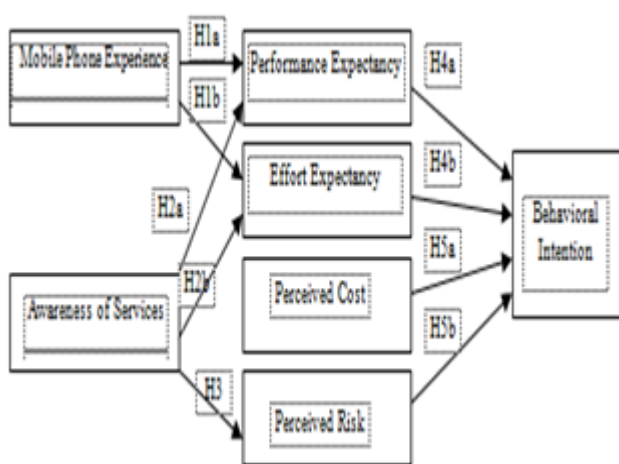 H1a
Mobile Phone Experience
Performance Expectancy
H4a
H1b
H4b
Effort Expectancy
H2a
Behavioral
Intention
H5a
H2b
Awareness of Services
Perceived Cost
H5b
H3
Perceived Risk